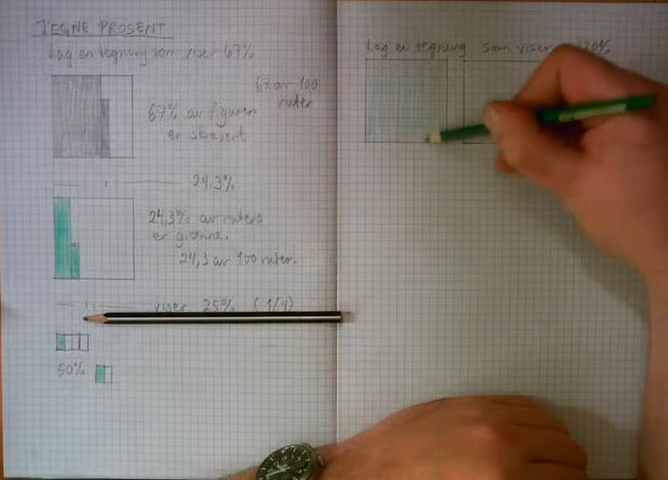 TEGNE PROSENT
Lag en tegning som viser 67%
67 av 100
ruter
67% av figuren
er skravert
— " — 24,3%
24,3% av rutene
er grønne.
24,3 av 100 ruter.
— " — viser 25% (1/4)
50%
Lag en tegning som viser 120%